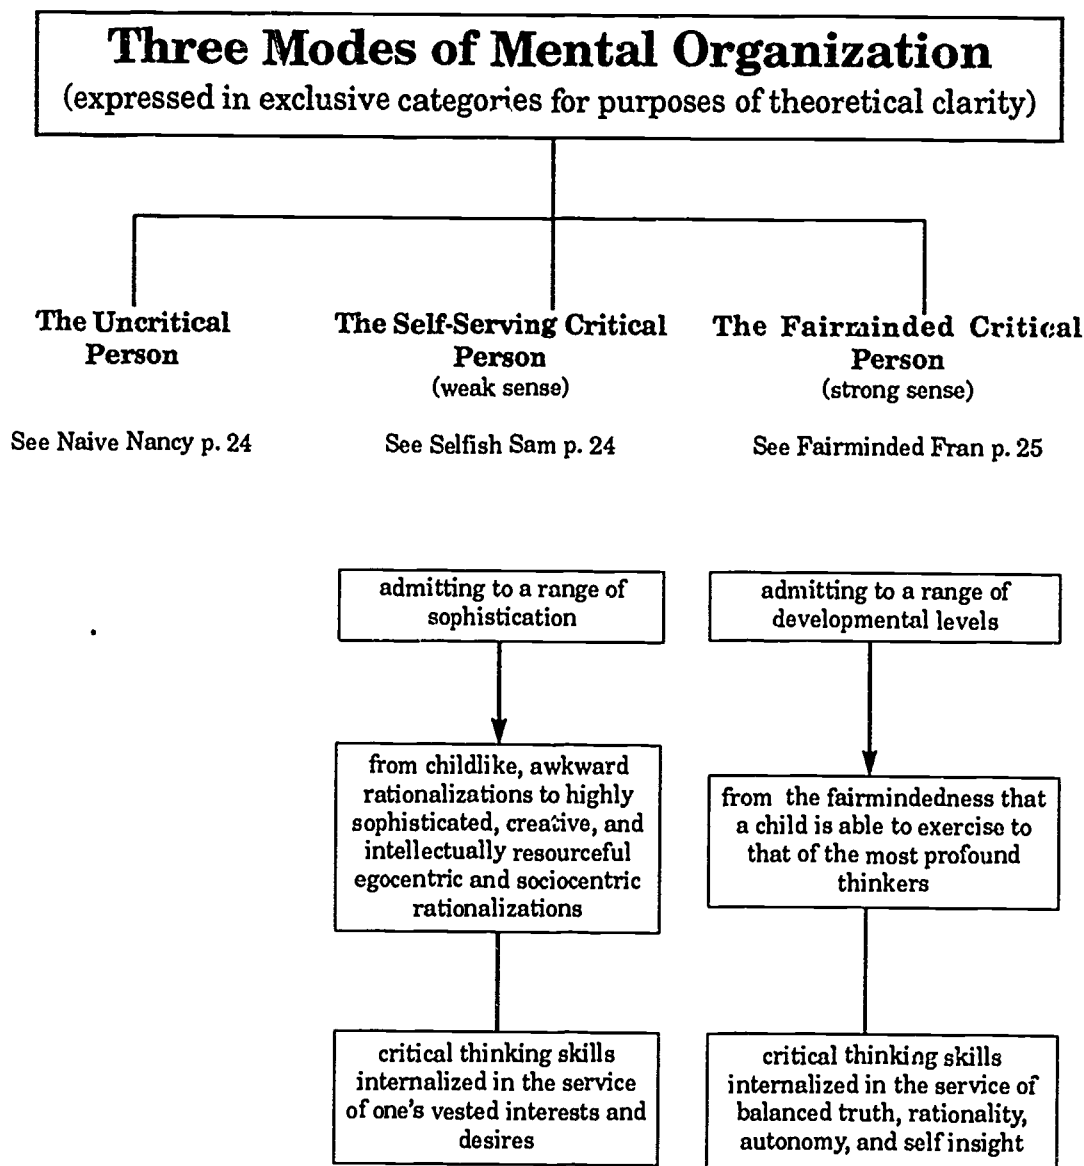 Three Modes of Mental Organization
(expressed in exclusive categories for purposes of theoretical clarity)
The Uncritical
Person
See Naive Nancy p. 24
The Self-Serving Critical
Person
(weak sense)
See Selfish Sam p. 24
The Fairminded Critical
Person
(strong sense)
See Fairminded Fran p. 25
admitting to a range of
sophistication
from childlike, awkward
rationalizations to highly
sophisticated, creative, and
intellectually resourceful
egocentric and sociocentric
rationalizations
critical thinking skills
internalized in the service
of one's vested interests and
desires
admitting to a range of
developmental levels
from the fairmindedness that
a child is able to exercise to
that of the most profound
thinkers
critical thinking skills
internalized in the service of
balanced truth, rationality,
autonomy, and self insight